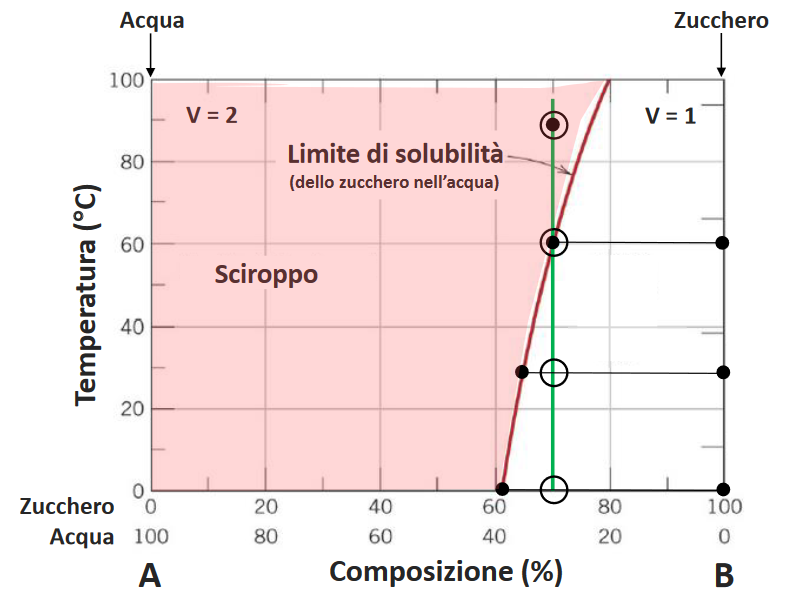 Acqua Zucchero
100
V = 2 V = 1
Limite di solubilità
80
(dello zucchero nell'acqua)
60
Sciroppo
Temperatura (°C)
40
20
0
Zucchero 0 20 40 60 80 100
Acqua 100 80 60 40 20 0
A Composizione (%) B